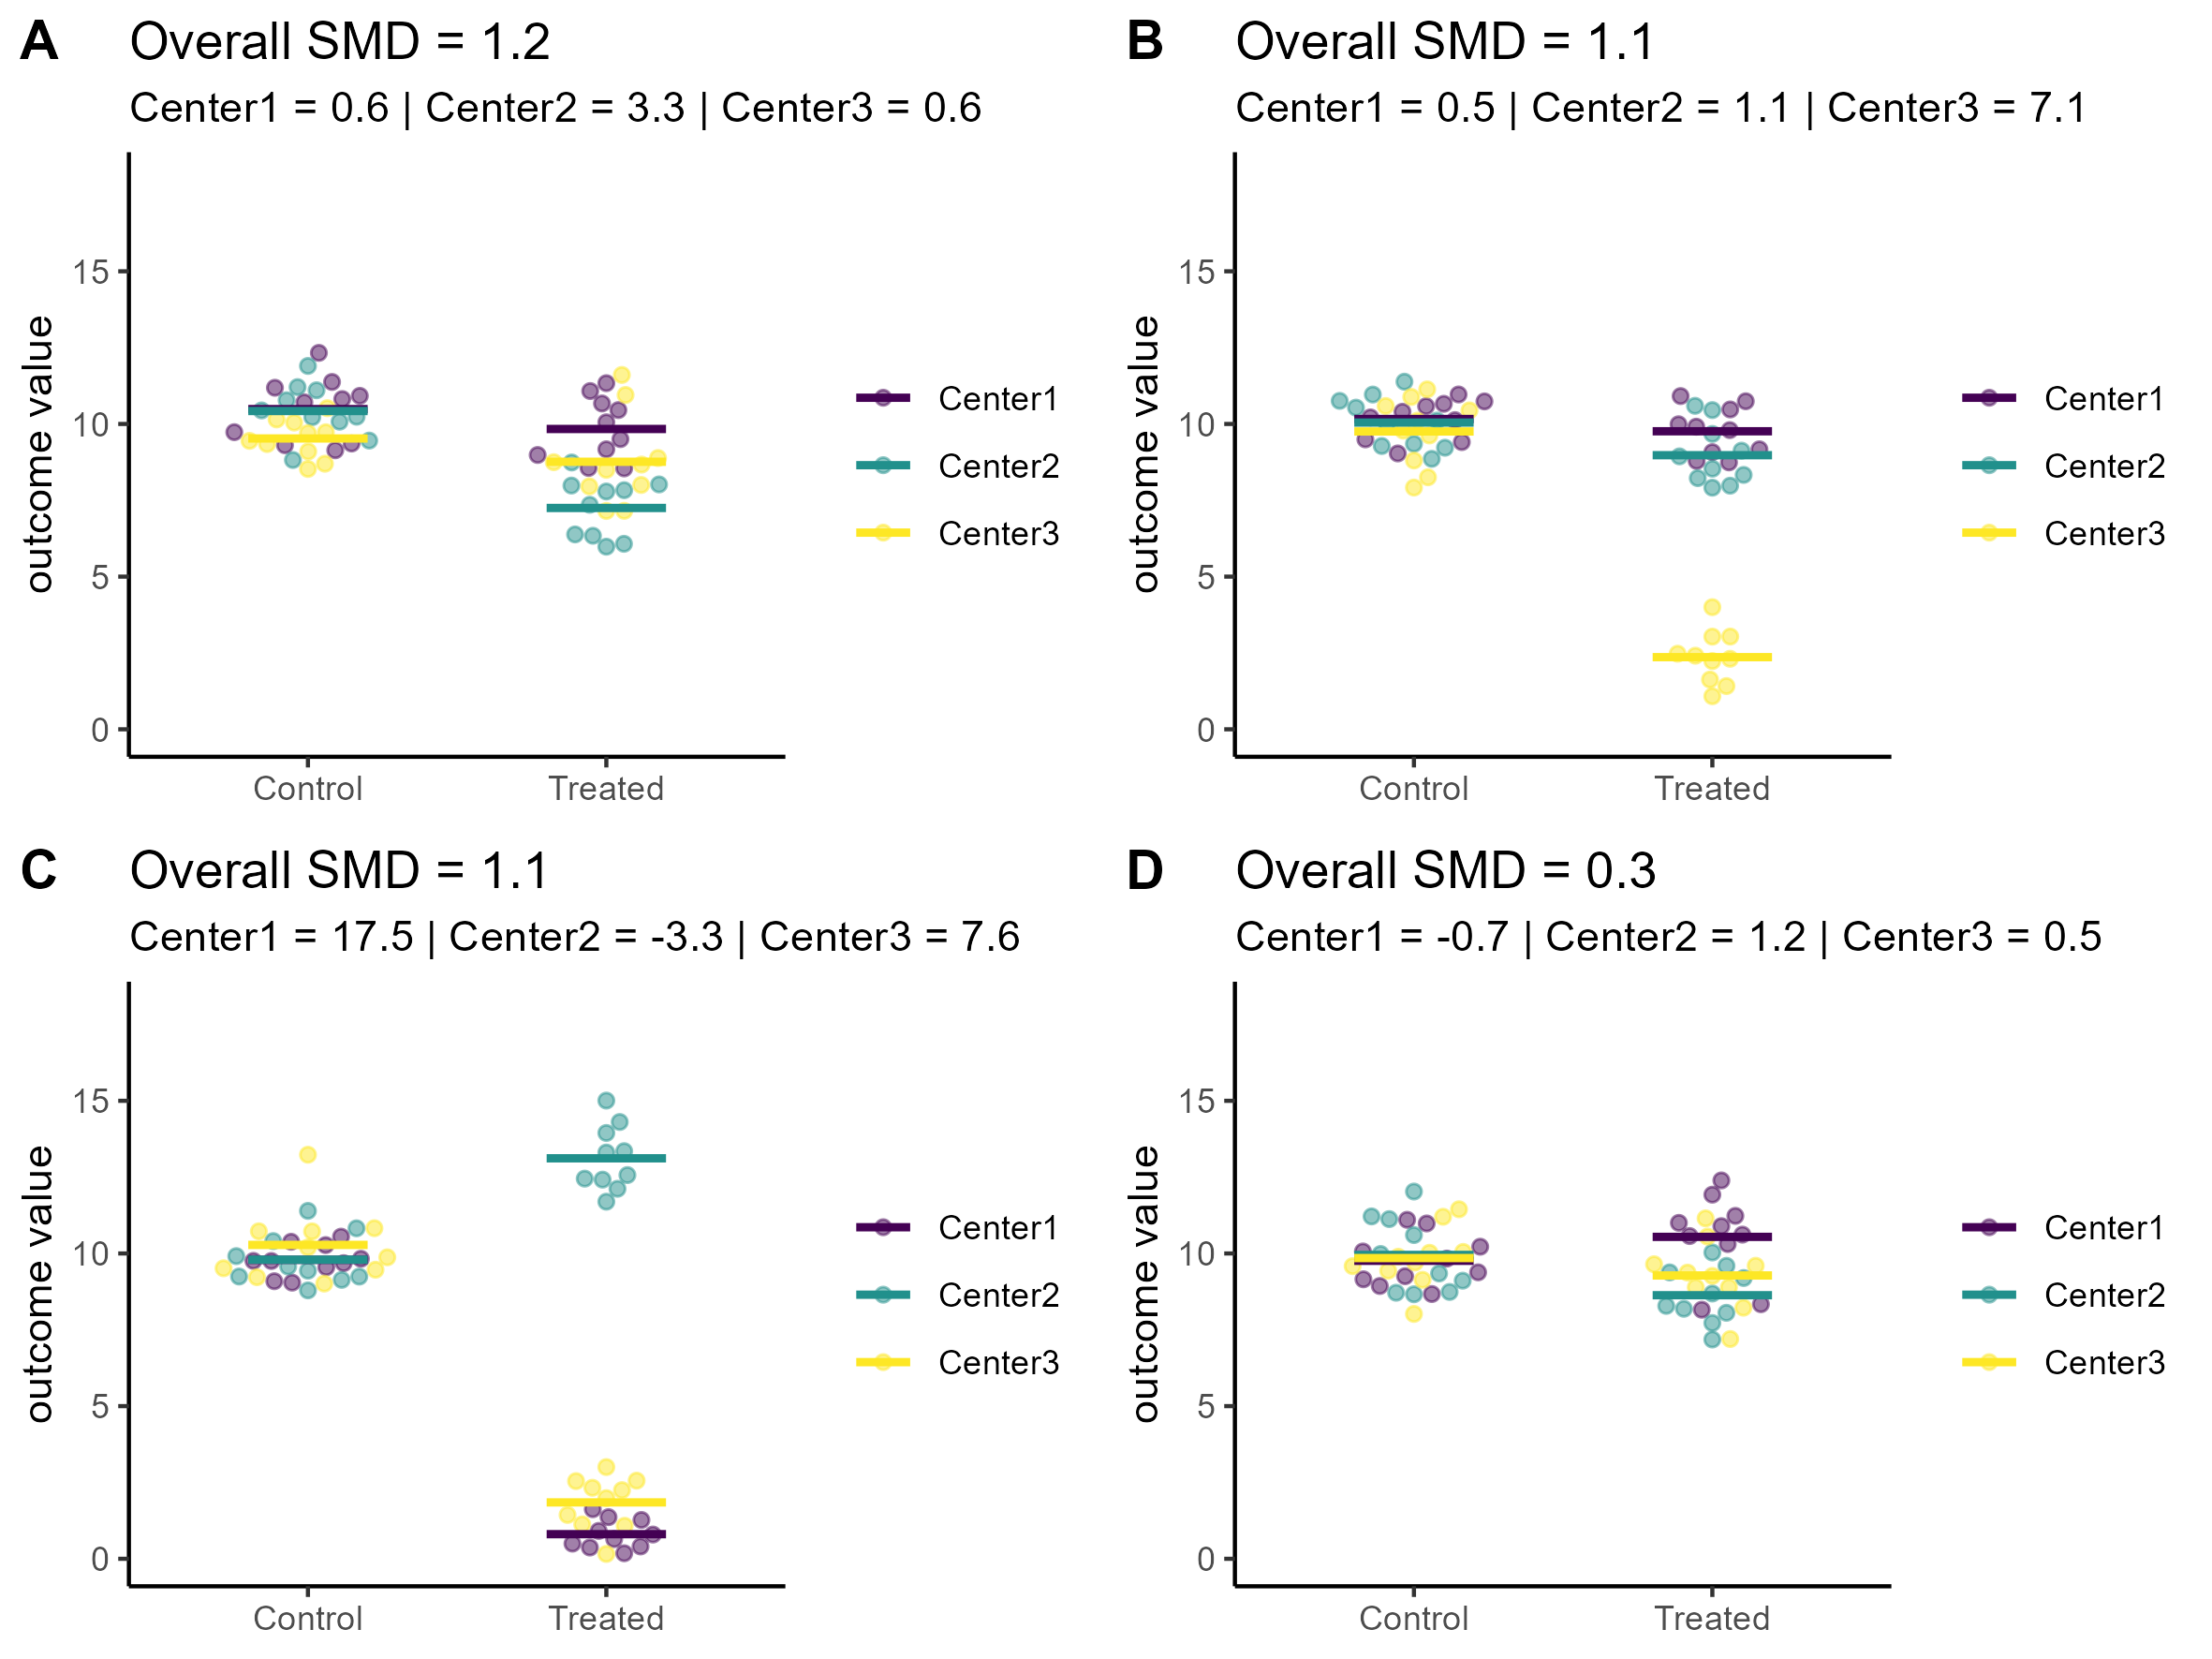 A Overall SMD = 1.2
Center1 = 0.6 | Center2 = 3.3 | Center3 = 0.6
15
10
5
0
outcome value
Control Treated
Center1
Center2
Center3
B Overall SMD = 1.1
Center1 = 0.5 | Center2 = 1.1 | Center3 = 7.1
15
10
5
0
outcome value
Control Treated
Center1
Center2
Center3
C Overall SMD = 1.1
Center1 = 17.5 | Center2 = -3.3 | Center3 = 7.6
15
10
5
0
outcome value
Control Treated
Center1
Center2
Center3
D Overall SMD = 0.3
Center1 = -0.7 | Center2 = 1.2 | Center3 = 0.5
15
10
5
0
outcome value
Control Treated
Center1
Center2
Center3